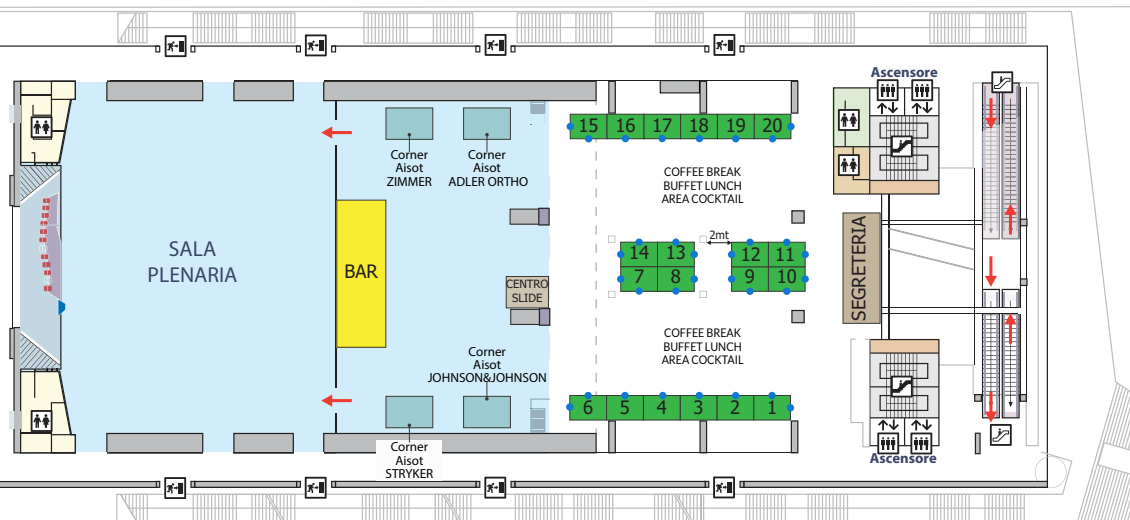 Ascensore
15 16 17 18 19 20
Corner
Aisot
ZIMMER
Corner
Aisot
ADLER ORTHO
COFFEE BREAK
BUFFET LUNCH
AREA COCKTAIL
SALA
PLENARIA
BAR
CENTRO
SLIDE
2mt
14 13
7 8
12 11
9 10
SEGRETERIA
COFFEE BREAK
BUFFET LUNCH
AREA COCKTAIL
Corner
Aisot
JOHNSON&JOHNSON
6 5 4 3 2 1
Corner
Aisot
STRYKER
Ascensore